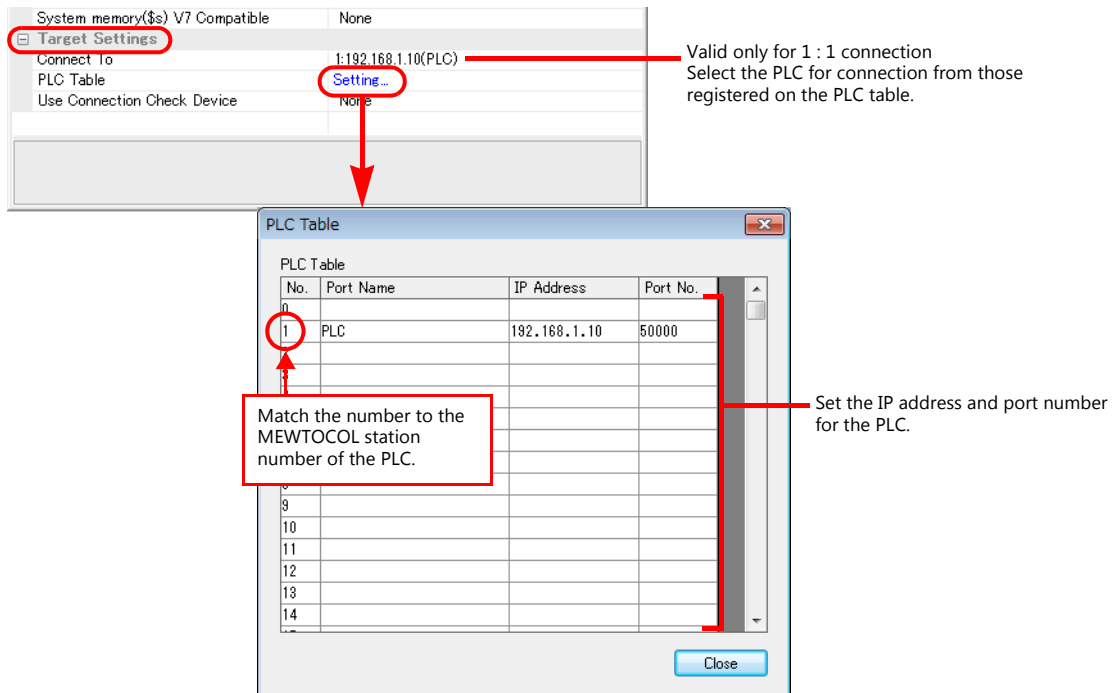 System memory($s) V7 Compatible None
Target Settings
Connect To 1:192.168.1.10(PLC)
PLC Table Setting...
Use Connection Check Device None
Valid only for 1 : 1 connection
Select the PLC for connection from those
registered on the PLC table.
PLC Table
PLC Table
No. Port Name IP Address Port No.
0
1 PLC 192.168.1.10 50000
3
Match the number to the
MEWTOCOL station
number of the PLC.
Set the IP address and port number
for the PLC.
9
10
11
12
13
14
Close